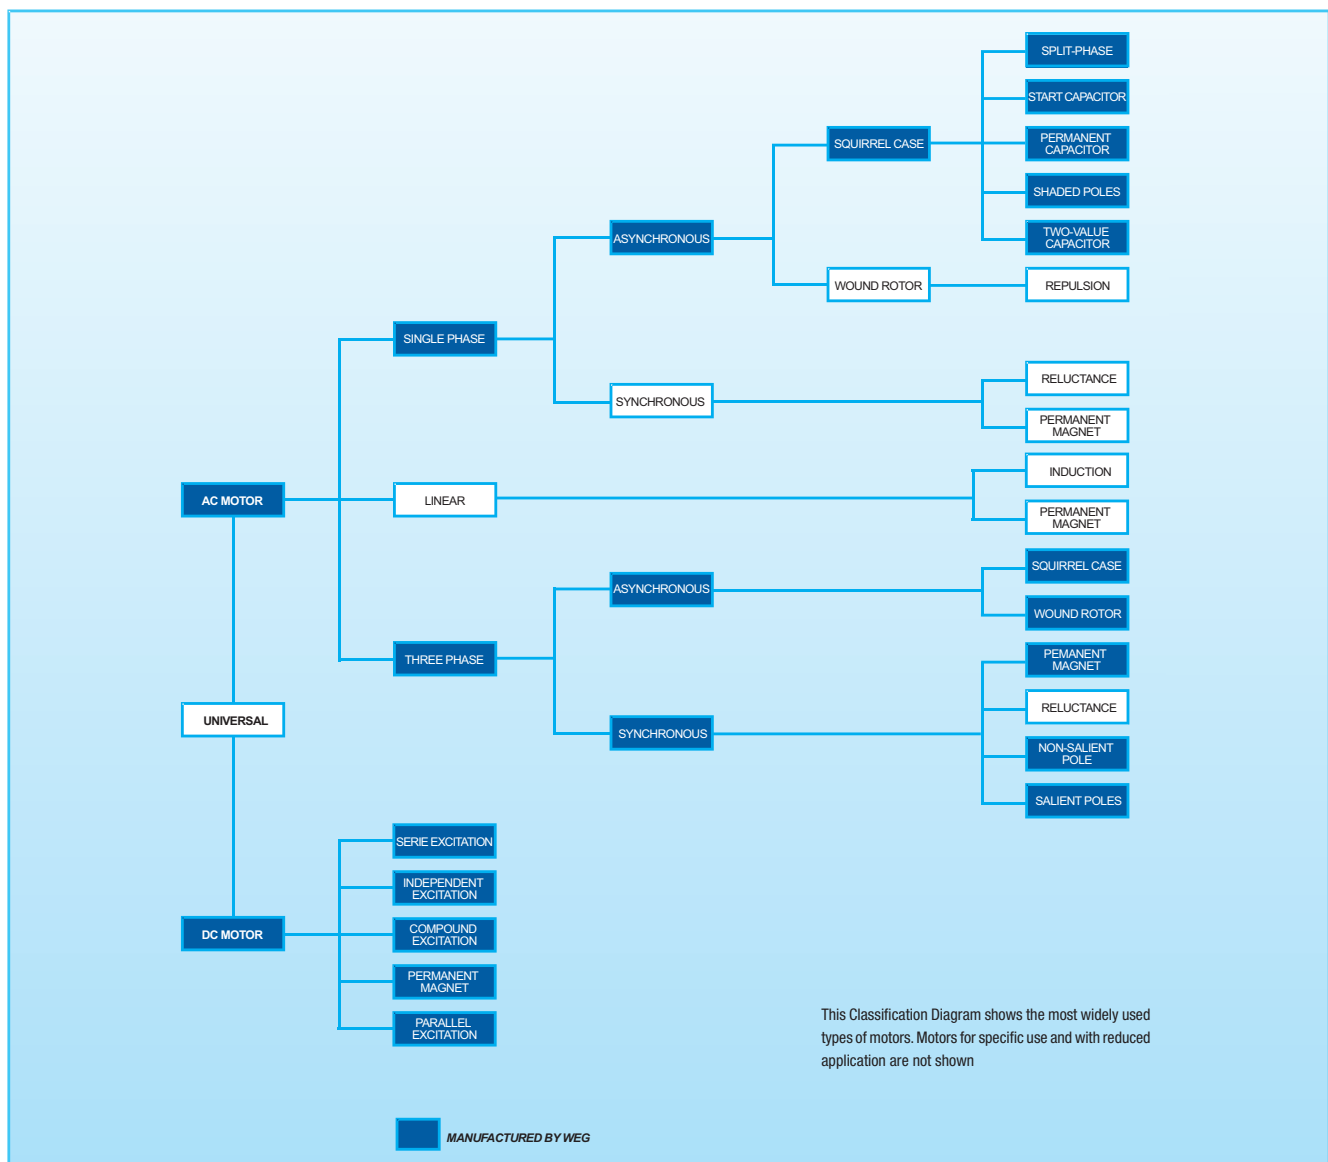 SPLIT-PHASE
START CAPACITOR
PERMANENT
CAPACITOR
SHADED POLES
TWO-VALUE
CAPACITOR
SQUIRREL CASE
ASYNCHRONOUS
WOUND ROTOR
REPULSION
SINGLE PHASE
SYNCHRONOUS
RELUCTANCE
PERMANENT
MAGNET
AC MOTOR
LINEAR
INDUCTION
PERMANENT
MAGNET
ASYNCHRONOUS
SQUIRREL CASE
WOUND ROTOR
THREE PHASE
SYNCHRONOUS
PEMANENT
MAGNET
RELUCTANCE
NON-SALIENT
POLE
SALIENT POLES
UNIVERSAL
DC MOTOR
SERIE EXCITATION
INDEPENDENT
EXCITATION
COMPOUND
EXCITATION
PERMANENT
MAGNET
PARALLEL
EXCITATION
This Classification Diagram shows the most widely used
types of motors. Motors for specific use and with reduced
application are not shown
MANUFACTURED BY WEG